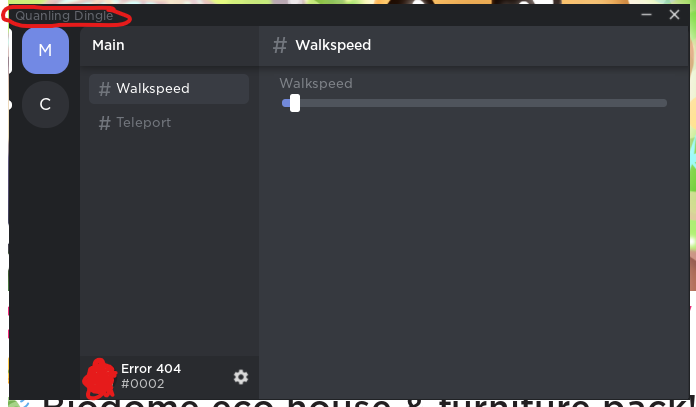 Quanling Dingle
M
Main
# Walkspeed
Walkspeed
C
# Walkspeed
# Teleport
Error 404
#0002
Biodome eco house & furniture pack!